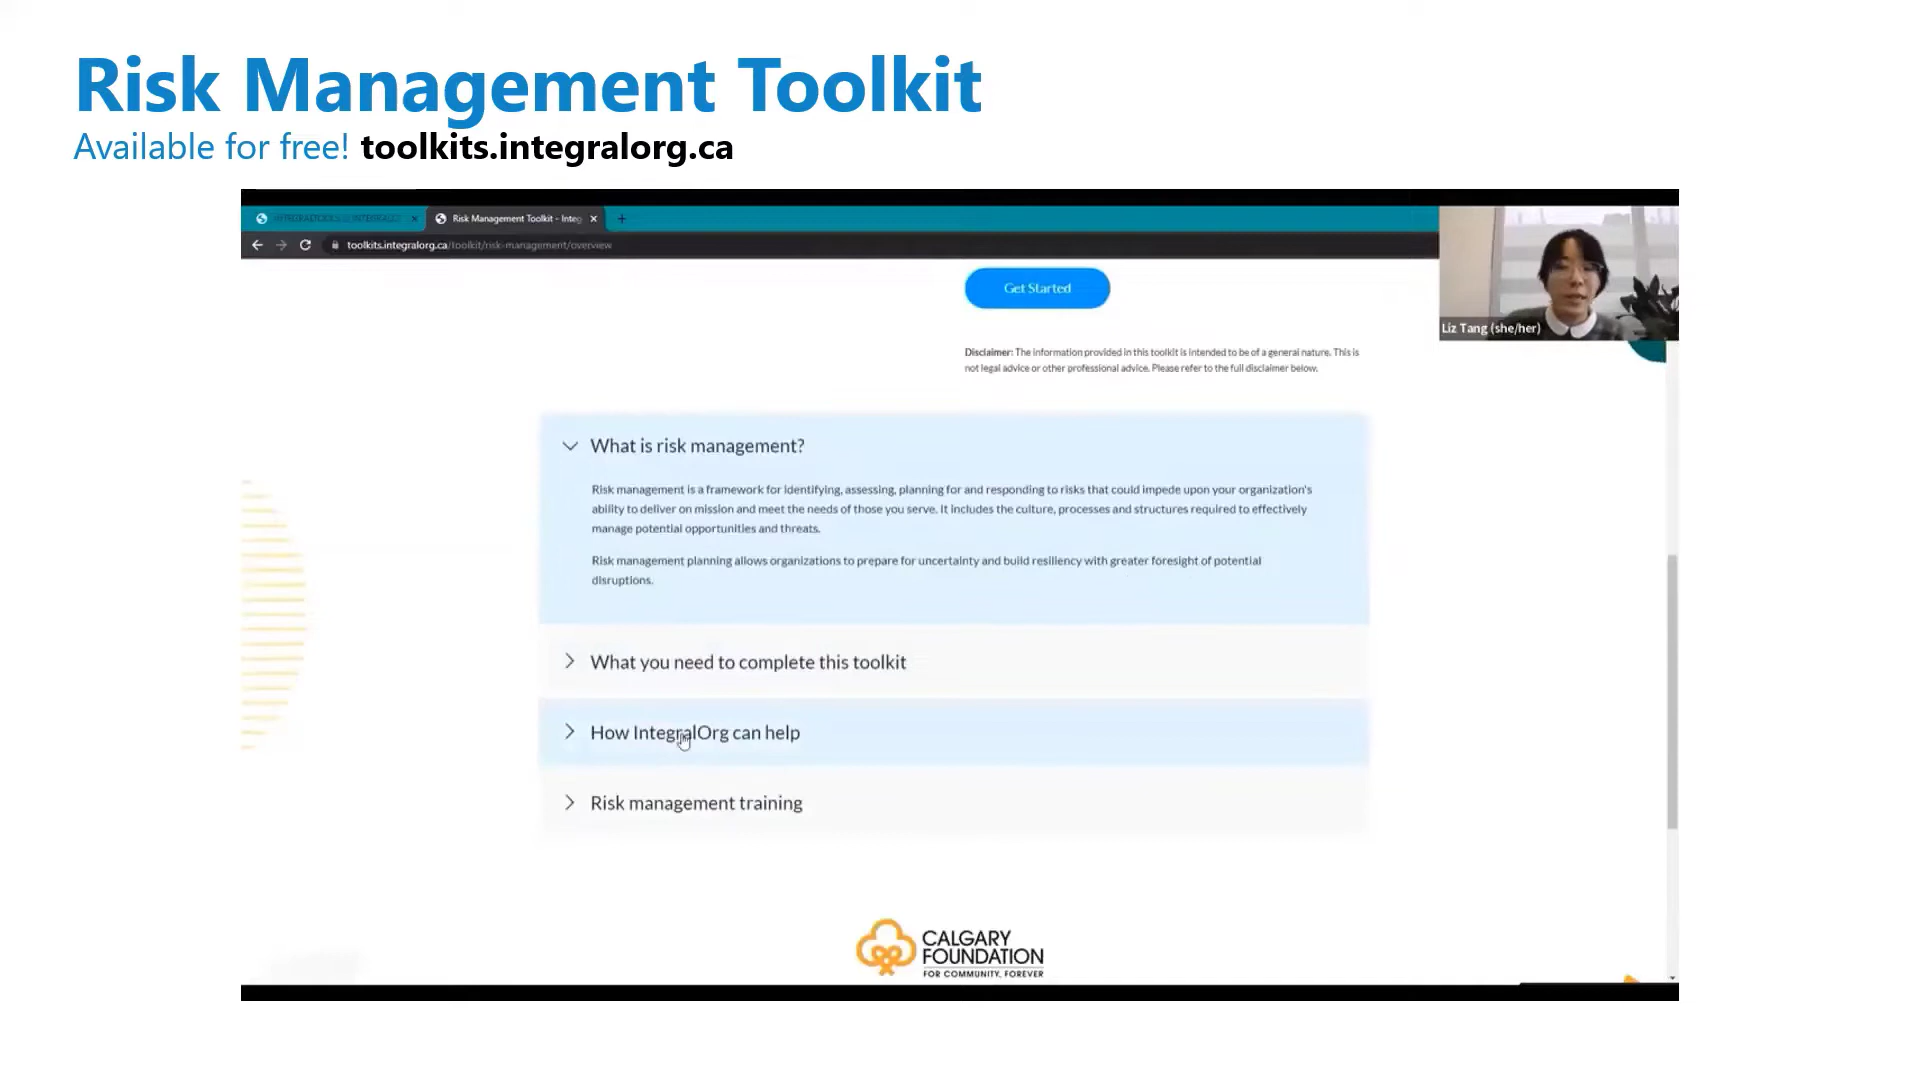 Risk Management Toolkit
Available for free! toolkits.integralorg.ca
Risk Management Toolkit - Integ
toolkits.integralorg.ca/toolkit/risk-management/overview
Get Started
Liz Tang (she/her)
Disclaimer: The information provided in this toolkit is intended to be of a general nature. This is
not legal advice or other professional advice. Please refer to the full disclaimer below.
What is risk management?
Risk management is a framework for identifying, assessing, planning for and responding to risks that could impede upon your organization's
ability to deliver on mission and meet the needs of those you serve. It includes the culture, processes and structures required to effectively
manage potential opportunities and threats.
Risk management planning allows organizations to prepare for uncertainty and build resiliency with greater foresight of potential
disruptions.
What you need to complete this toolkit
How IntegralOrg can help
Risk management training
CALGARY
FOUNDATION
FOR COMMUNITY, FOREVER